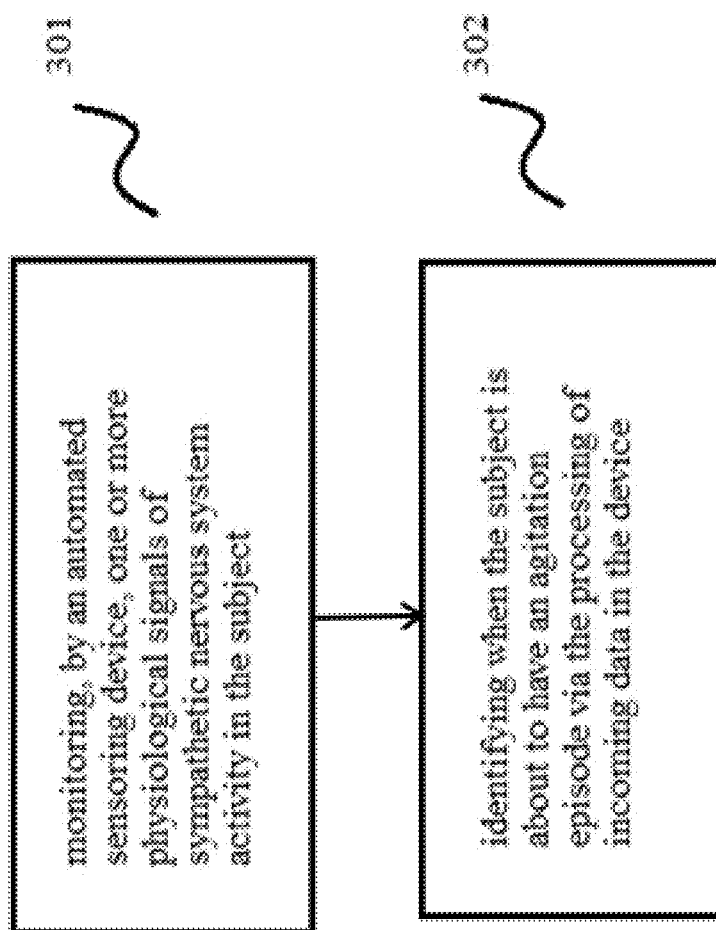 301
monitoring, by an automated
sensoring device, one or more
physiological signals of
sympathetic nervous system
activity in the subject
302
identifying when the subject is
about to have an agitation
episode via the processing of
incoming data in the device